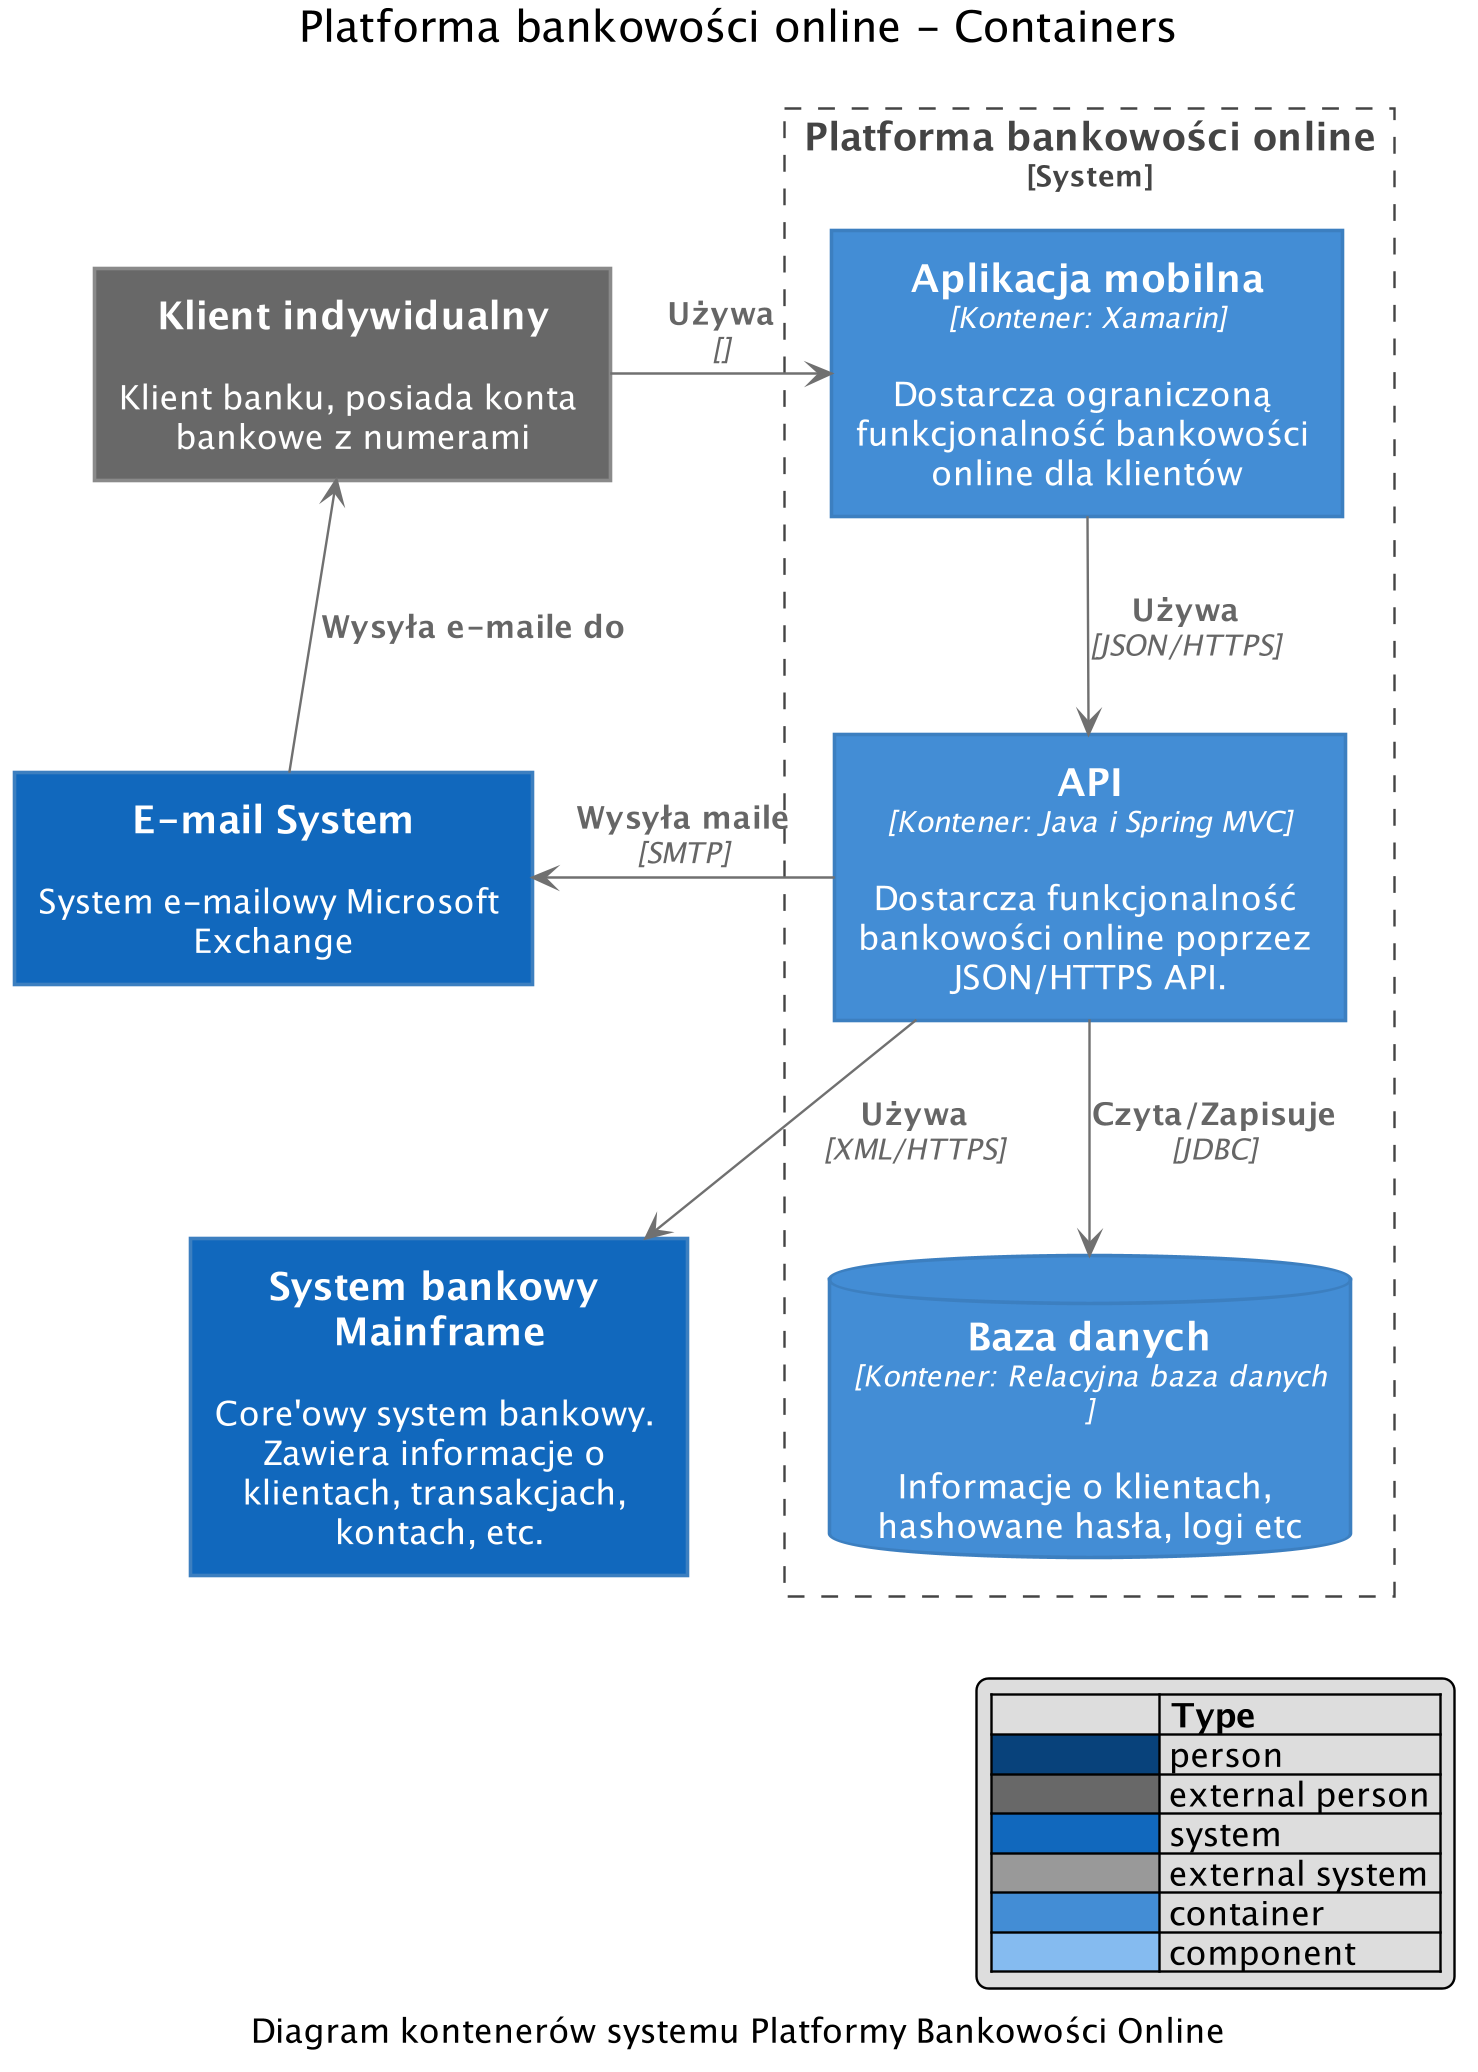 Platforma bankowości online - Containers
Platforma bankowości online
[System]
Klient indywidualny
Klient banku, posiada konta
bankowe z numerami
Używa
[]
Aplikacja mobilna
[Kontener: Xamarin]
Dostarcza ograniczoną
funkcjonalność bankowości
online dla klientów
Wysyła e-maile do
Używa
[JSON/HTTPS]
E-mail System
System e-mailowy Microsoft
Exchange
Wysyła maile
[SMTP]
API
[Kontener: Java i Spring MVC]
Dostarcza funkcjonalność
bankowości online poprzez
JSON/HTTPS API.
Używa
[XML/HTTPS]
Czyta/Zapisuje
[JDBC]
System bankowy
Mainframe
Core'owy system bankowy.
Zawiera informacje o
klientach, transakcjach,
kontach, etc.
Baza danych
[Kontener: Relacyjna baza danych
]
Informacje o klientach,
hashowane hasła, logi etc
Type
person
external person
system
external system
container
component
Diagram kontenerów systemu Platformy Bankowości Online